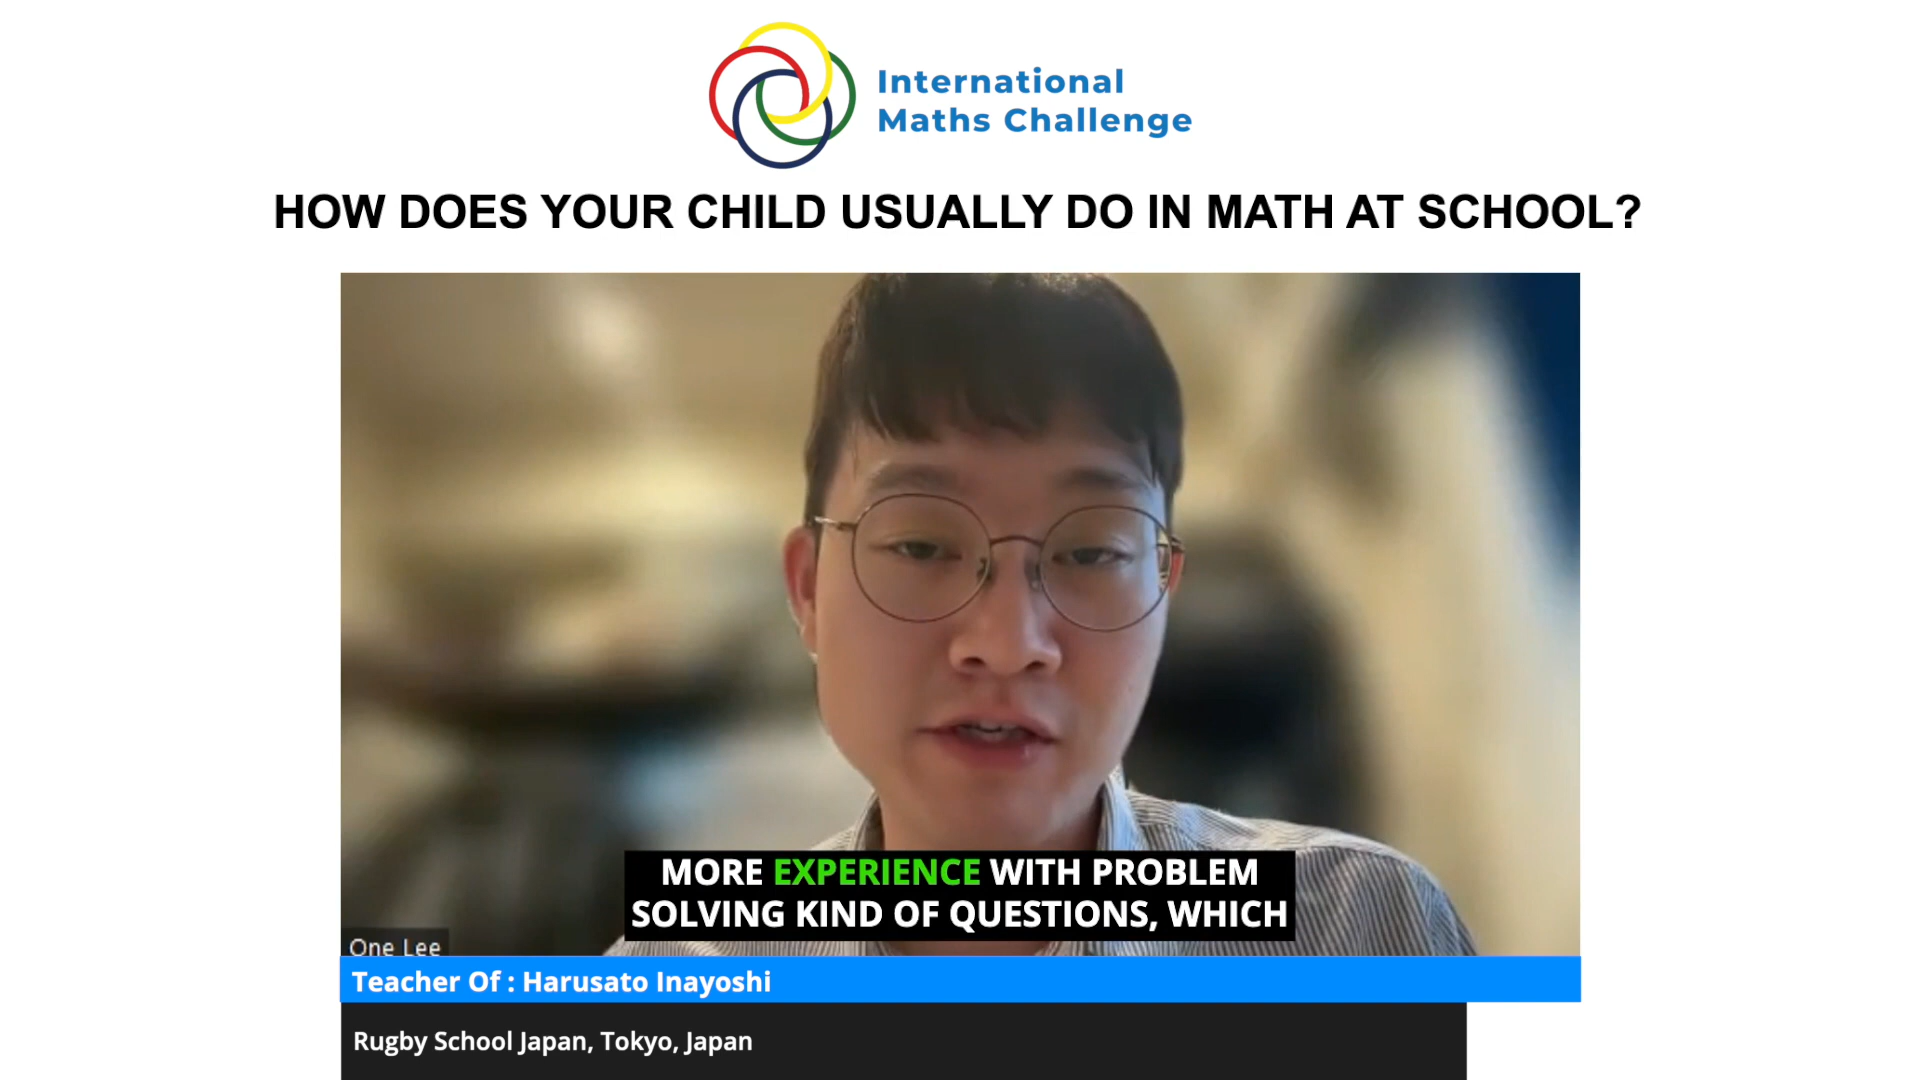 International
Maths Challenge
HOW DOES YOUR CHILD USUALLY DO IN MATH AT SCHOOL?
MORE EXPERIENCE WITH PROBLEM
SOLVING KIND OF QUESTIONS, WHICH
One Lee
Teacher Of : Harusato Inayoshi
Rugby School Japan, Tokyo, Japan